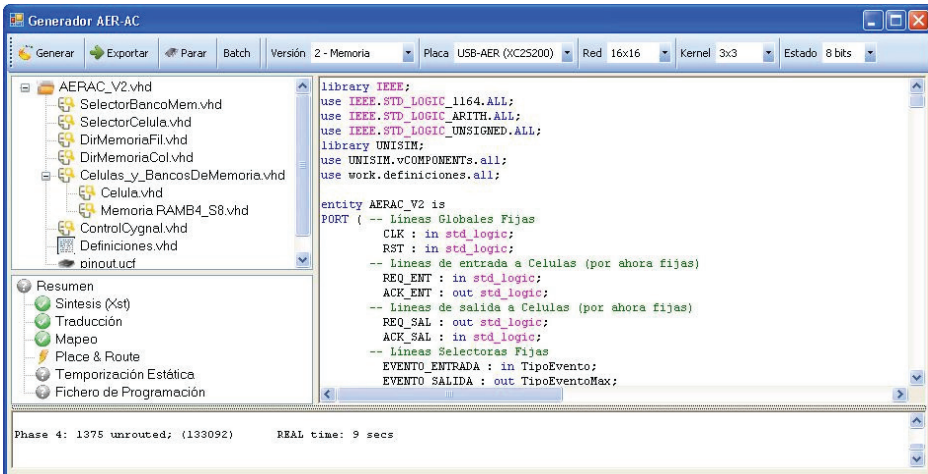 Generador AER-AC
Generar Exportar Parar Batch Versión 2 - Memoria Placa USB-AER (XC2S200) Red 16x16 Kernel 3x3 Estado 8 bits
AERAC_V2.vhd
SelectorBancoMem.vhd
SelectorCelula.vhd
DirMemoriaFil.vhd
DirMemoriaCol.vhd
Celulas_y_BancosDeMemoria.vhd
Celula.vhd
Memoria RAMB4_S8.vhd
ControlCygnal.vhd
Definiciones.vhd
pinout.ucf
Resumen
Sintesis (Xst)
Traducción
Mapeo
Place & Route
Temporización Estática
Fichero de Programación
library IEEE;
use IEEE.STD_LOGIC_1164.ALL;
use IEEE.STD_LOGIC_ARITH.ALL;
use IEEE.STD_LOGIC_UNSIGNED.ALL;
library UNISIM;
use UNISIM.vCOMPONENTs.all;
use work.definiciones.all;
entity AERAC_V2 is
PORT ( -- Lineas Globales Fijas
CLK : in std_logic;
RST : in std_logic;
-- Lineas de entrada a Celulas (por ahora fijas)
REQ_ENT : in std_logic;
ACK_ENT : out std_logic;
-- Lineas de salida a Celulas (por ahora fijas)
REQ_SAL : out std_logic;
ACK_SAL : in std_logic;
-- Lineas Selectoras Fijas
EVENTO_ENTRADA : in TipoEvento;
EVENTO_SALIDA : out TipoEventoMax;
Phase 4: 1375 unrouted; (133092) REAL time: 9 secs